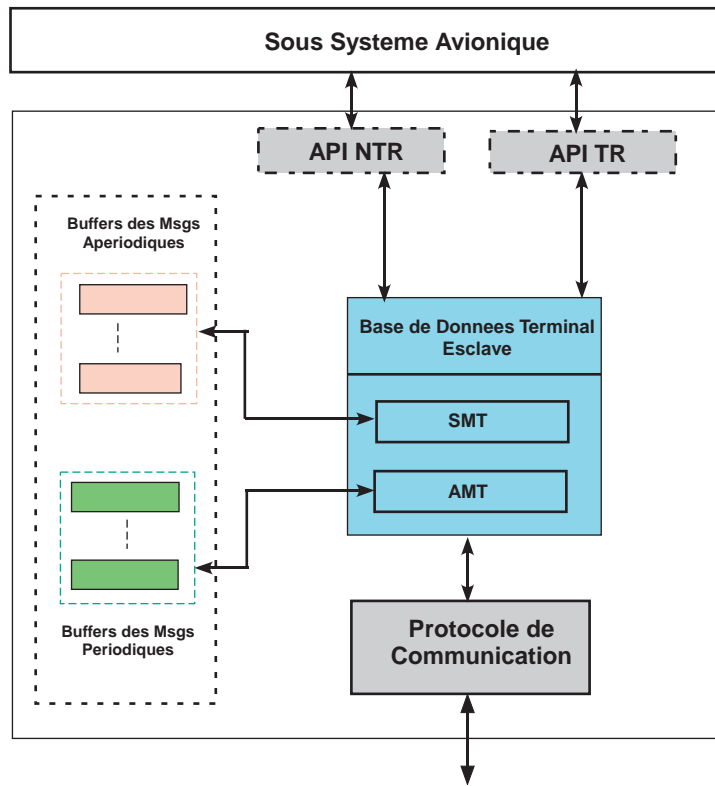 Sous Systeme Avionique
API NTR
API TR
Buffers des Msgs
Aperiodiques
Base de Donnees Terminal
Esclave
SMT
AMT
Buffers des Msgs
Periodiques
Protocole de
Communication